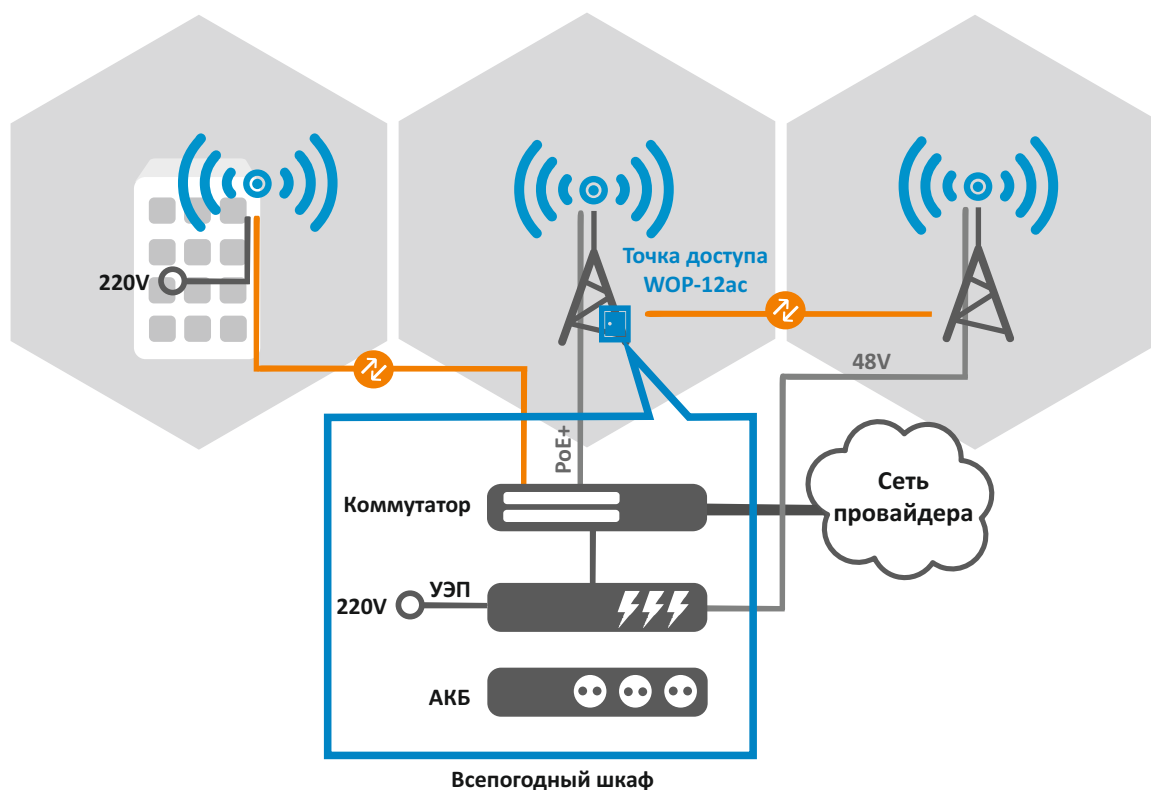 220V
Точка доступа
WOP-12ac
48V
PoE+
Коммутатор
Сеть
провайдера
УЭП
220V
АКБ
Всепогодный шкаф